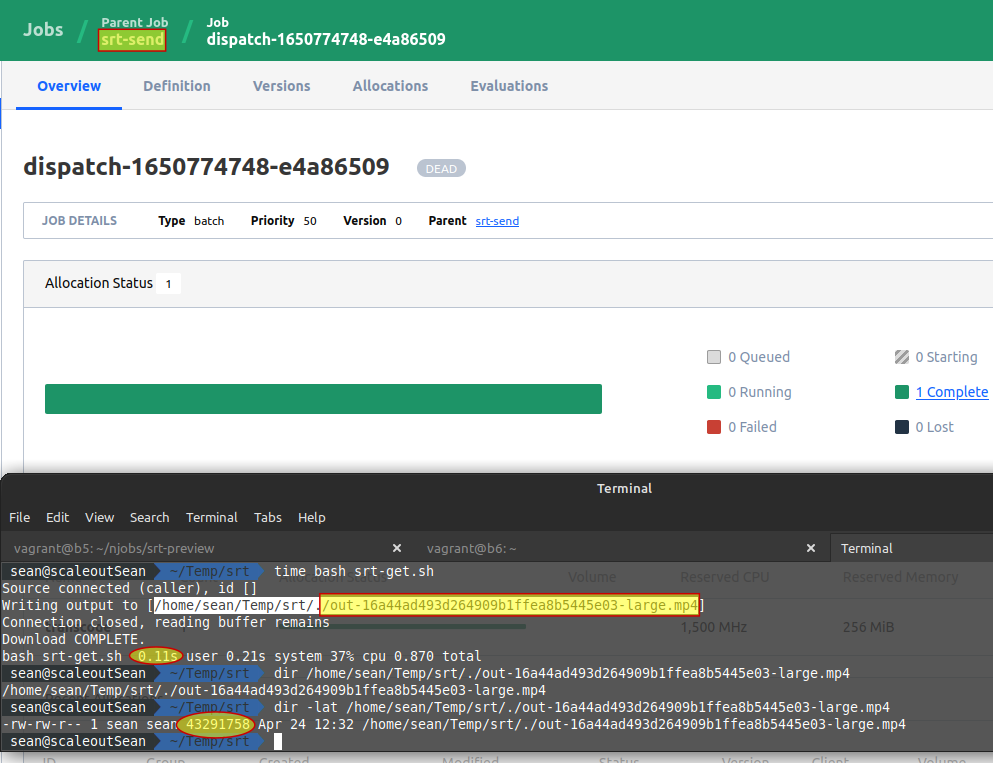 Jobs / Parent Job srt-send / Job dispatch-1650774748-e4a86509
Overview Definition Versions Allocations Evaluations
dispatch-1650774748-e4a86509 DEAD
JOB DETAILS Type batch Priority 50 Version 0 Parent srt-send
Allocation Status 1
0 Queued 0 Starting
0 Running 1 Complete
0 Failed 0 Lost
Terminal
File Edit View Search Terminal Tabs Help
vagrant@b5: ~/njobs/srt-preview × vagrant@b6: ~ × Terminal
sean@scaleoutSean ~/Temp/srt time bash srt-get.sh
Allocation Status Volume Reserved CPU Reserved Memory
Source connected (caller), id []
Writing output to [/home/sean/Temp/srt/./out-16a44ad493d264909b1ffea8b5445e03-large.mp4]
Connection closed, reading buffer remains
transcode 1,500 MHz 256 MiB
Download COMPLETE.
bash srt-get.sh 0.11s user 0.21s system 37% cpu 0.870 total
sean@scaleoutSean ~/Temp/srt dir /home/sean/Temp/srt/./out-16a44ad493d264909b1ffea8b5445e03-large.mp4
/home/sean/Temp/srt/./out-16a44ad493d264909b1ffea8b5445e03-large.mp4
sean@scaleoutSean ~/Temp/srt dir -lat /home/sean/Temp/srt/./out-16a44ad493d264909b1ffea8b5445e03-large.mp4
-rw-rw-r-- 1 sean sean 43291758 Apr 24 12:32 /home/sean/Temp/srt/./out-16a44ad493d264909b1ffea8b5445e03-large.mp4
sean@scaleoutSean ~/Temp/srt
ID Group Created Modified Status Version Client Volume